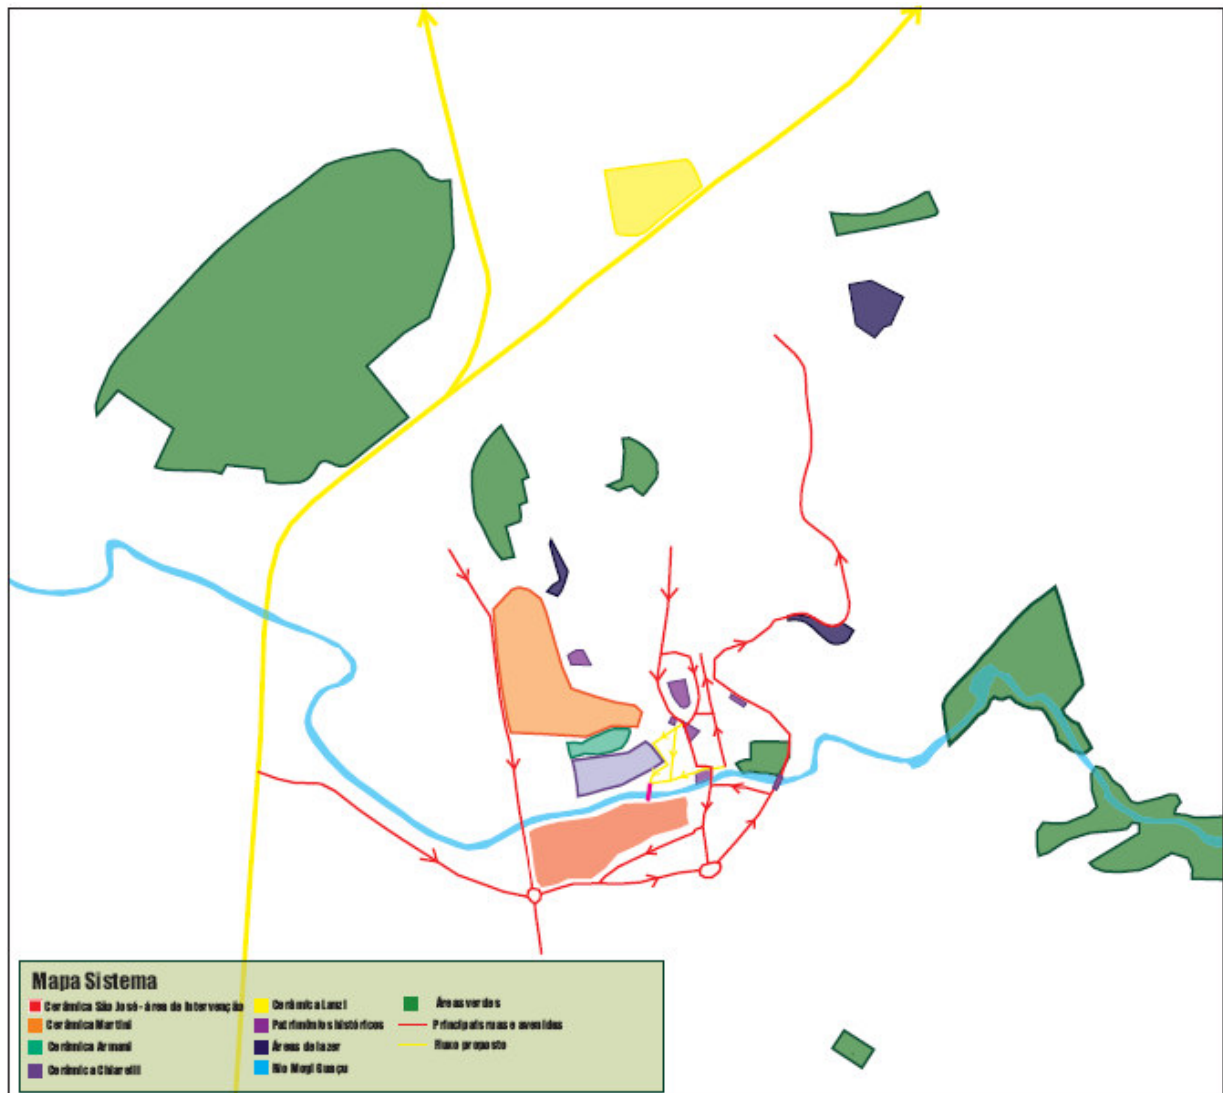 Mapa Sistema
Cerâmica São José - área de Intervenção
Cerâmica Martini
Cerâmica Armani
Cerâmica Chiarelli
Cerâmica Lanzi
Patrimônios históricos
Áreas de lazer
Rio Mogi Guaçu
Áreas verdes
Principais ruas e avenidas
fluxo proposto